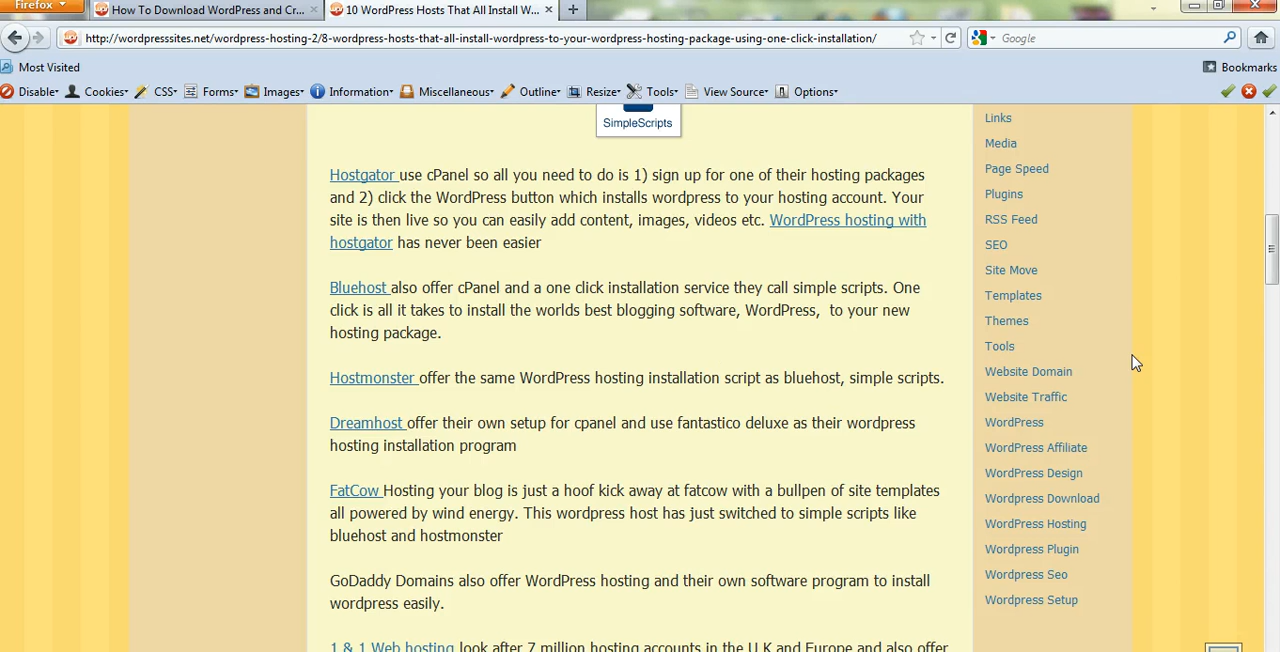 Firefox
How To Download WordPress and Cr...
10 WordPress Hosts That All Install W...
http://wordpresssites.net/wordpress-hosting-2/8-wordpress-hosts-that-all-install-wordpress-to-your-wordpress-hosting-package-using-one-click-installation/
Google
Most Visited
Bookmarks
Disable
Cookies
CSS
Forms
Images
Information
Miscellaneous
Outline
Resize
Tools
View Source
Options
SimpleScripts
Hostgator use cPanel so all you need to do is 1) sign up for one of their hosting packages
and 2) click the WordPress button which installs wordpress to your hosting account. Your
site is then live so you can easily add content, images, videos etc. WordPress hosting with
hostgator has never been easier
Bluehost also offer cPanel and a one click installation service they call simple scripts. One
click is all it takes to install the worlds best blogging software, WordPress, to your new
hosting package.
Hostmonster offer the same WordPress hosting installation script as bluehost, simple scripts.
Dreamhost offer their own setup for cpanel and use fantastico deluxe as their wordpress
hosting installation program
FatCow Hosting your blog is just a hoof kick away at fatcow with a bullpen of site templates
all powered by wind energy. This wordpress host has just switched to simple scripts like
bluehost and hostmonster
GoDaddy Domains also offer WordPress hosting and their own software program to install
wordpress easily.
1 & 1 Web hosting look after 7 million hosting accounts in the U.K and Europe and also offer
Links
Media
Page Speed
Plugins
RSS Feed
SEO
Site Move
Templates
Themes
Tools
Website Domain
Website Traffic
WordPress
WordPress Affiliate
WordPress Design
WordPress Download
WordPress Hosting
WordPress Plugin
Wordpress Seo
Wordpress Setup